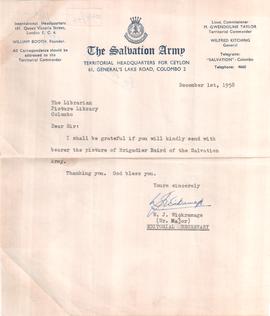 International Headquarters
101, Queen Victoria Street,
London E. C. 4
WILLIAM BOOTH, Founder.
All Correspondence should be
addressed to the
Territorial Commander
The Salvation Army
TERRITORIAL HEADQUARTERS FOR CEYLON
61, GENERAL'S LAKE ROAD, COLOMBO 2
Lieut. Commissioner
M. GWENDOLINE TAYLOR
Territorial Commander
WILFRED KITCHING
General
Telegrams:
"SALVATION"-Colombo
Telephone:
December 1st, 1958
The Librarian
Picture Library
Colombo
Dear Sir:
I shall be grateful if you will kindly send with
bearer the picture of Brigadier Baird of the Salvation
Army.
Thanking you. God bless you.
Yours sincerely
J. Wickramage
(Sr. Major)
EDITORIAL SECRETARY